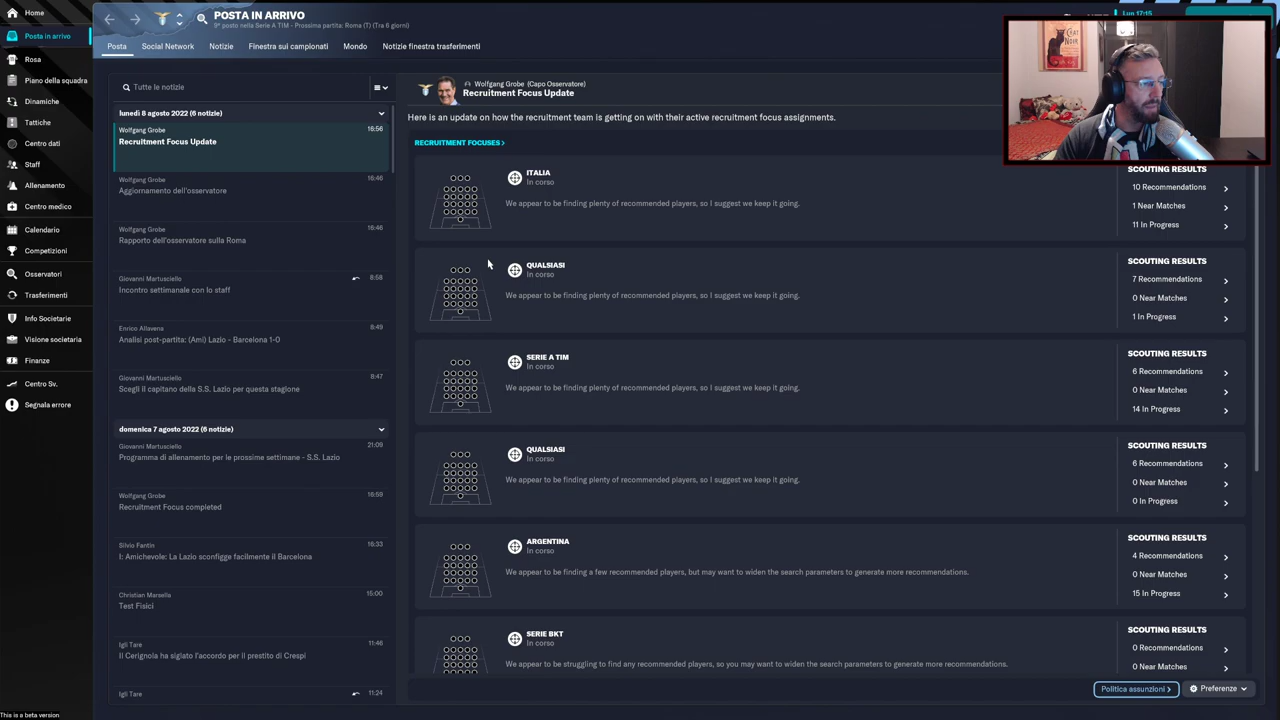 Home
Posta in arrivo
Rosa
Piano della squadra
Dinamiche
Tattiche
Centro dati
Staff
Allenamento
Centro medico
Calendario
Competizioni
Osservatori
Trasferimenti
Info Societarie
Visione societaria
Finanze
Centro Sv.
Segnala errore
This is a beta version
POSTA IN ARRIVO
9° posto nella Serie A TIM - Prossima partita: Roma (T) (Tra 6 giorni)
Lun 17:15
Posta
Social Network
Notizie
Finestra sui campionati
Mondo
Notizie finestra trasferimenti
Tutte le notizie
lunedì 8 agosto 2022 (6 notizie)
Wolfgang Grobe 16:56
Recruitment Focus Update
Wolfgang Grobe 16:46
Aggiornamento dell'osservatore
Wolfgang Grobe 16:46
Rapporto dell'osservatore sulla Roma
Giovanni Martusciello 8:58
Incontro settimanale con lo staff
Enrico Allavena 8:49
Analisi post-partita: (Ami) Lazio - Barcelona 1-0
Giovanni Martusciello 8:47
Scegli il capitano della S.S. Lazio per questa stagione
domenica 7 agosto 2022 (6 notizie)
Giovanni Martusciello 21:09
Programma di allenamento per le prossime settimane - S.S. Lazio
Wolfgang Grobe 16:59
Recruitment Focus completed
Silvio Fantin 16:33
I: Amichevole: La Lazio sconfigge facilmente il Barcelona
Christian Marsella 15:00
Test Fisici
Igli Tare 11:46
Il Cerignola ha siglato l'accordo per il prestito di Crespi
Igli Tare 11:24
Wolfgang Grobe (Capo Osservatore)
Recruitment Focus Update
Here is an update on how the recruitment team is getting on with their active recruitment focus assignments.
RECRUITMENT FOCUSES >
ITALIA
In corso
We appear to be finding plenty of recommended players, so I suggest we keep it going.
SCOUTING RESULTS
10 Recommendations
1 Near Matches
11 In Progress
QUALSIASI
In corso
We appear to be finding plenty of recommended players, so I suggest we keep it going.
SCOUTING RESULTS
7 Recommendations
0 Near Matches
1 In Progress
SERIE A TIM
In corso
We appear to be finding plenty of recommended players, so I suggest we keep it going.
SCOUTING RESULTS
6 Recommendations
0 Near Matches
14 In Progress
QUALSIASI
In corso
We appear to be finding plenty of recommended players, so I suggest we keep it going.
SCOUTING RESULTS
6 Recommendations
0 Near Matches
0 In Progress
ARGENTINA
In corso
We appear to be finding a few recommended players, but may want to widen the search parameters to generate more recommendations.
SCOUTING RESULTS
4 Recommendations
0 Near Matches
15 In Progress
SERIE BKT
In corso
We appear to be struggling to find any recommended players, so you may want to widen the search parameters to generate more recommendations.
SCOUTING RESULTS
0 Recommendations
0 Near Matches
Politica assunzioni >
Preferenze